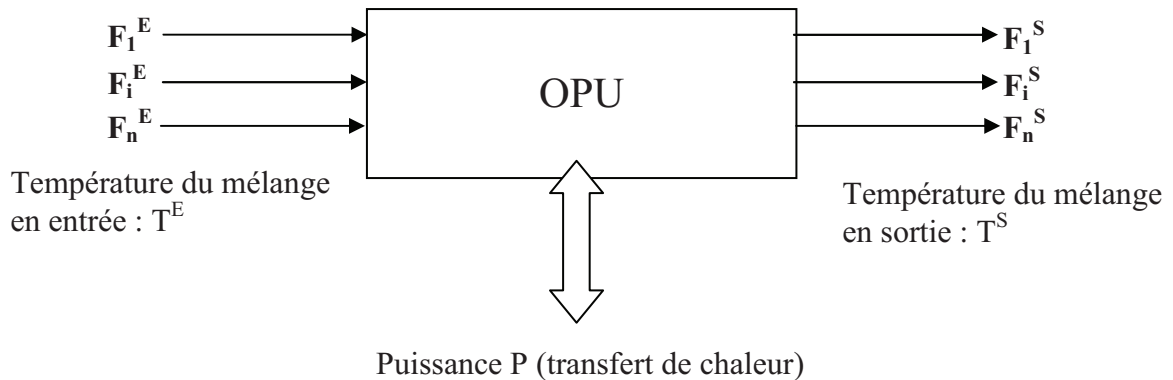 F₁ᴱ
Fᵢᴱ
Fₙᴱ
Température du mélange
en entrée : Tᴱ
OPU
F₁ˢ
Fᵢˢ
Fₙˢ
Température du mélange
en sortie : Tˢ
Puissance P (transfert de chaleur)